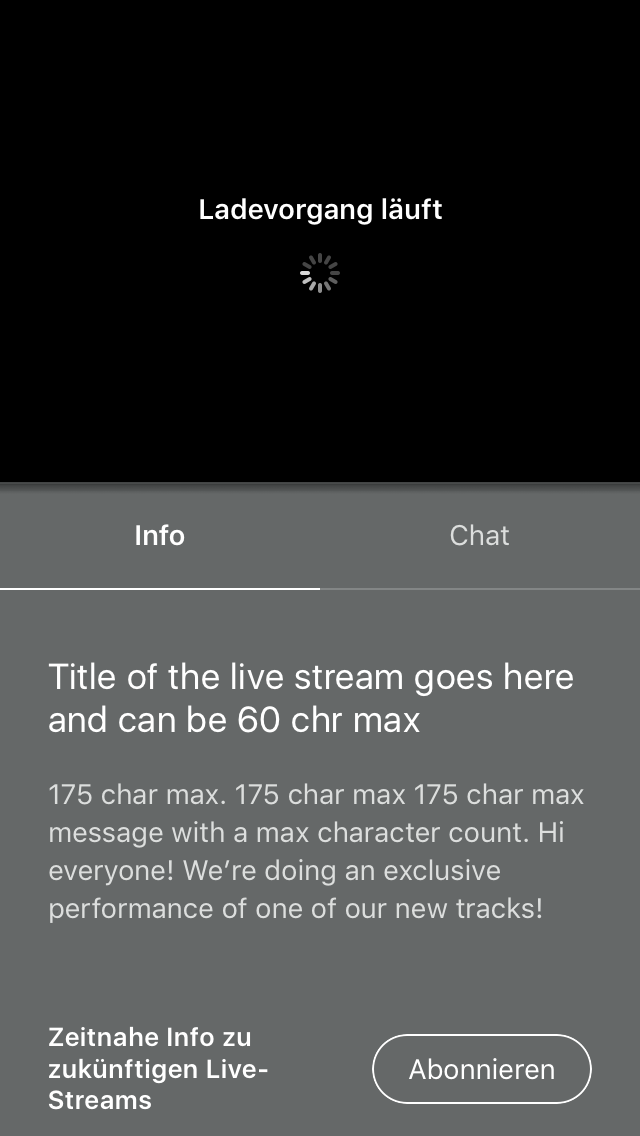 Ladevorgang läuft
Info
Chat
Title of the live stream goes here
and can be 60 chr max
175 char max. 175 char max 175 char max
message with a max character count. Hi
everyone! We’re doing an exclusive
performance of one of our new tracks!
Zeitnahe Info zu
zukünftigen Live-
Streams
Abonnieren